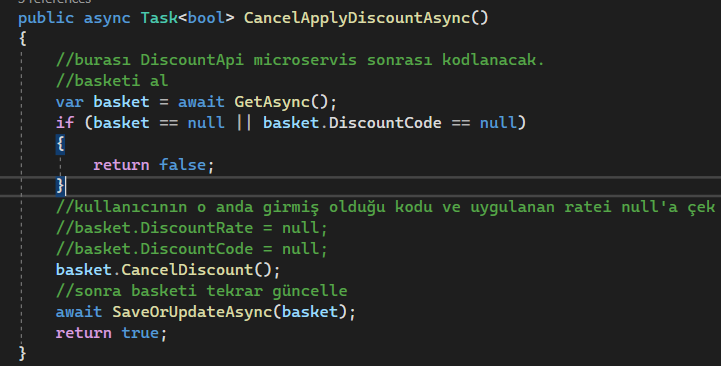 public async Task<bool> CancelApplyDiscountAsync()
{
//burası DiscountApi microservis sonrası kodlanacak.
//basketi al
var basket = await GetAsync();
if (basket == null || basket.DiscountCode == null)
{
return false;
}
//kullanıcının o anda girmiş olduğu kodu ve uygulanan ratei null'a çek
//basket.DiscountRate = null;
//basket.DiscountCode = null;
basket.CancelDiscount();
//sonra basketi tekrar güncelle
await SaveOrUpdateAsync(basket);
return true;
}